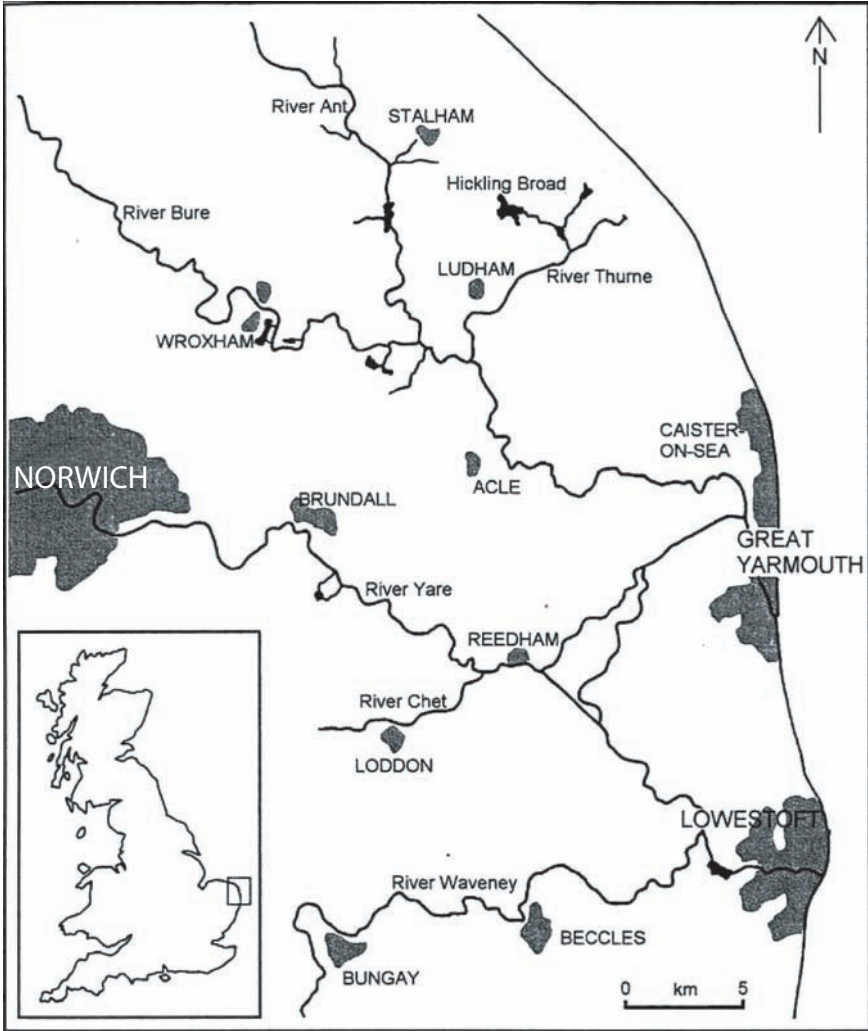 N
River Ant
STALHAM
Hickling Broad
River Bure
LUDHAM
River Thurne
WROXHAM
CAISTER-
ON-SEA
NORWICH
ACLE
BRUNDALL
GREAT
YARMOUTH
River Yare
REEDHAM
River Chet
LODDON
LOWESTOFT
River Waveney
BECCLES
BUNGAY
0 km 5